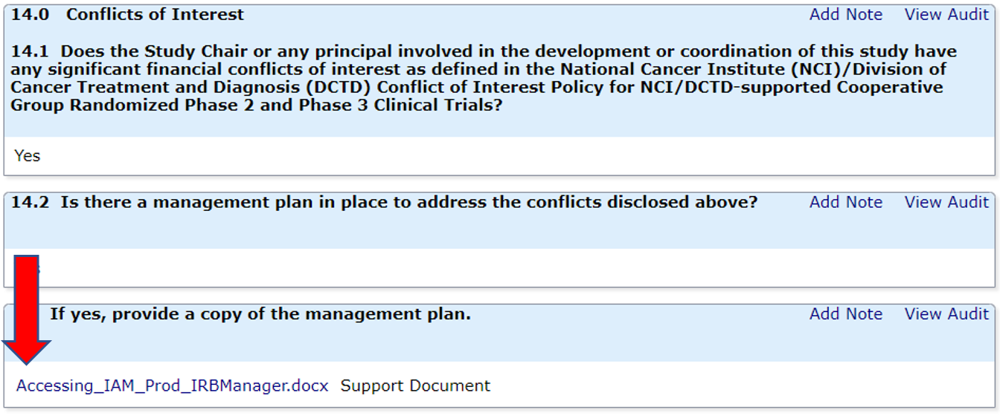 14.0 Conflicts of Interest Add Note View Audit
14.1 Does the Study Chair or any principal involved in the development or coordination of this study have
any significant financial conflicts of interest as defined in the National Cancer Institute (NCI)/Division of
Cancer Treatment and Diagnosis (DCTD) Conflict of Interest Policy for NCI/DCTD-supported Cooperative
Group Randomized Phase 2 and Phase 3 Clinical Trials?
Yes
14.2 Is there a management plan in place to address the conflicts disclosed above? Add Note View Audit
If yes, provide a copy of the management plan. Add Note View Audit
Accessing_IAM_Prod_IRBManager.docx Support Document